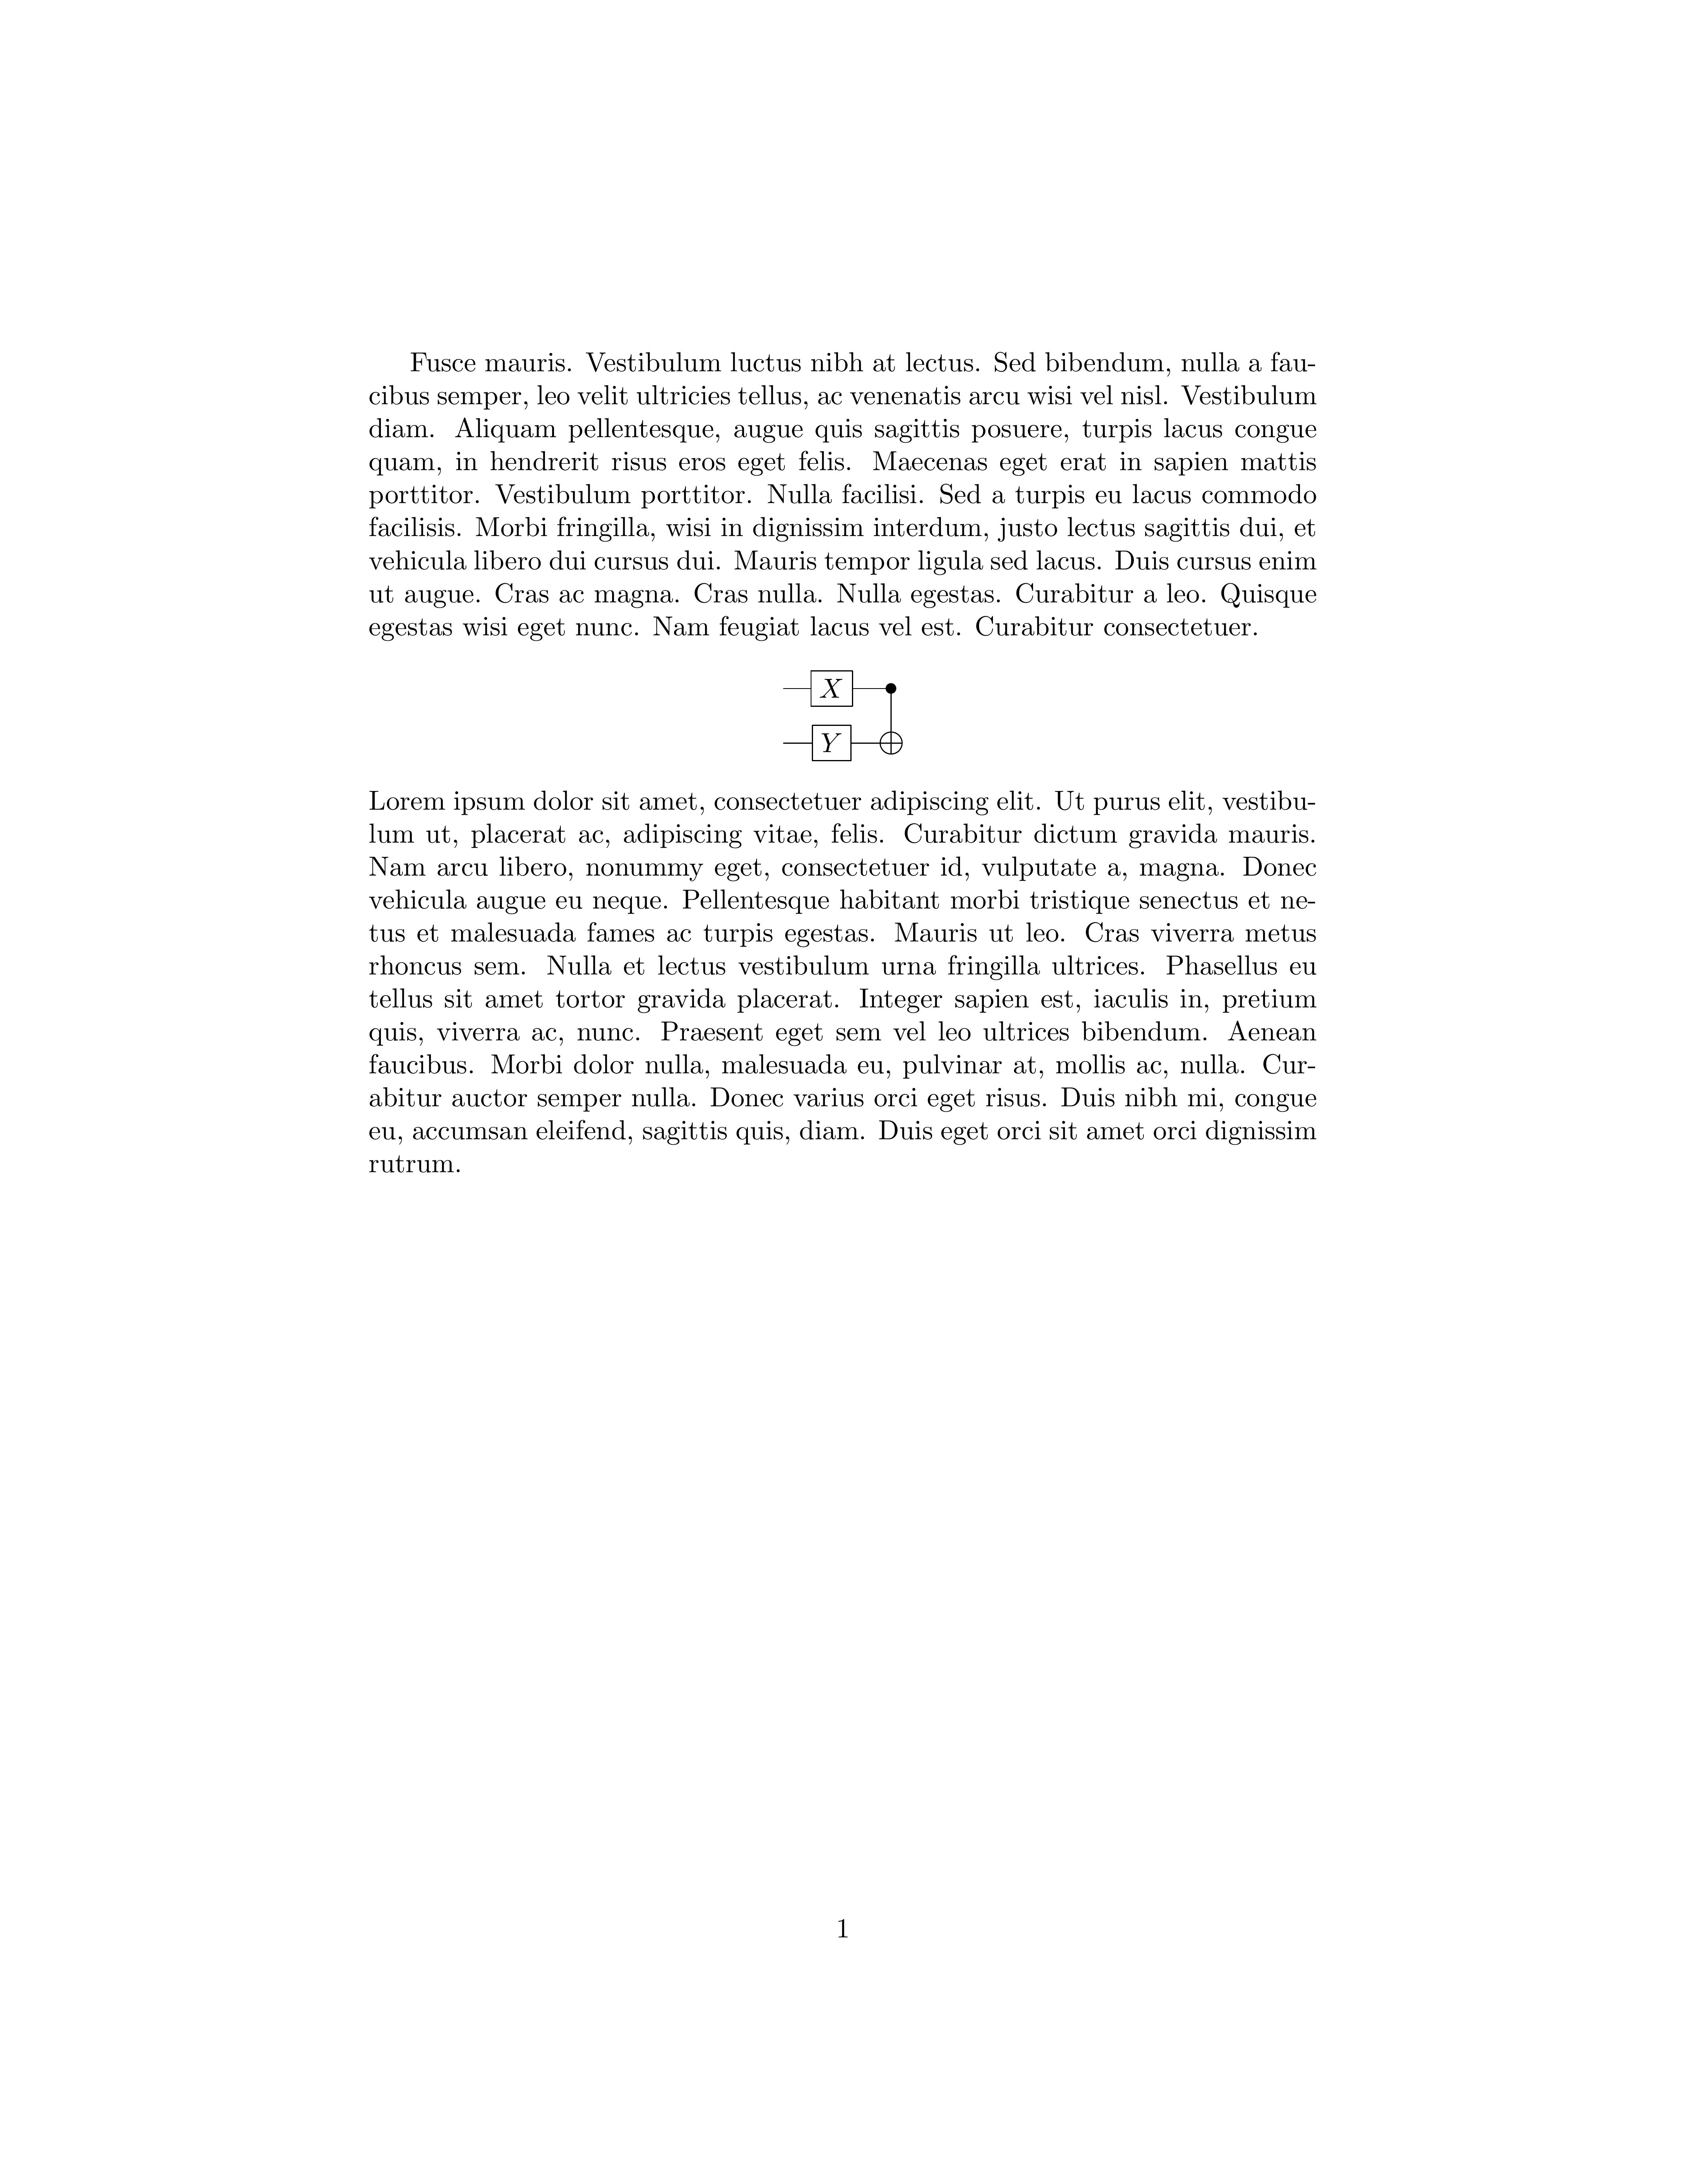 Fusce mauris. Vestibulum luctus nibh at lectus. Sed bibendum, nulla a fau-
cibus semper, leo velit ultricies tellus, ac venenatis arcu wisi vel nisl. Vestibulum
diam. Aliquam pellentesque, augue quis sagittis posuere, turpis lacus congue
quam, in hendrerit risus eros eget felis. Maecenas eget erat in sapien mattis
porttitor. Vestibulum porttitor. Nulla facilisi. Sed a turpis eu lacus commodo
facilisis. Morbi fringilla, wisi in dignissim interdum, justo lectus sagittis dui, et
vehicula libero dui cursus dui. Mauris tempor ligula sed lacus. Duis cursus enim
ut augue. Cras ac magna. Cras nulla. Nulla egestas. Curabitur a leo. Quisque
egestas wisi eget nunc. Nam feugiat lacus vel est. Curabitur consectetuer.
X
Y
Lorem ipsum dolor sit amet, consectetuer adipiscing elit. Ut purus elit, vestibu-
lum ut, placerat ac, adipiscing vitae, felis. Curabitur dictum gravida mauris.
Nam arcu libero, nonummy eget, consectetuer id, vulputate a, magna. Donec
vehicula augue eu neque. Pellentesque habitant morbi tristique senectus et ne-
tus et malesuada fames ac turpis egestas. Mauris ut leo. Cras viverra metus
rhoncus sem. Nulla et lectus vestibulum urna fringilla ultrices. Phasellus eu
tellus sit amet tortor gravida placerat. Integer sapien est, iaculis in, pretium
quis, viverra ac, nunc. Praesent eget sem vel leo ultrices bibendum. Aenean
faucibus. Morbi dolor nulla, malesuada eu, pulvinar at, mollis ac, nulla. Cur-
abitur auctor semper nulla. Donec varius orci eget risus. Duis nibh mi, congue
eu, accumsan eleifend, sagittis quis, diam. Duis eget orci sit amet orci dignissim
rutrum.
1